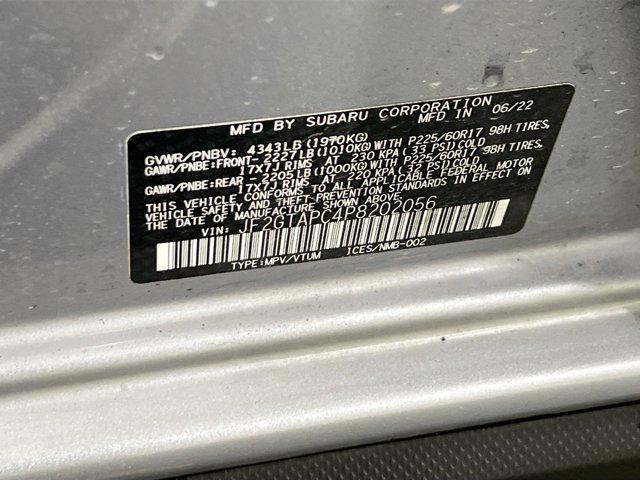 MFD BY SUBARU CORPORATION
MFD IN 06/22
GVWR/PNBV: 4343LB(1970KG)
GAWR/PNBE:FRONT- 2227LB(1010KG)WITH P225/60R17 98H TIRES,
17x7J RIMS AT 230 KPA(33 PSI)COLD
GAWR/PNBE:REAR - 2205LB(1000KG)WITH P225/60R17 98H TIRES,
17x7J RIMS AT 220 KPA(32 PSI)COLD
THIS VEHICLE CONFORMS TO ALL APPLICABLE FEDERAL MOTOR
VEHICLE SAFETY AND THEFT PREVENTION STANDARDS IN EFFECT ON
THE DATE OF MANUFACTURE SHOWN ABOVE.
VIN: JF2GTAPC4P8202056
TYPE:MPV/VTUM ICES/NMB-002